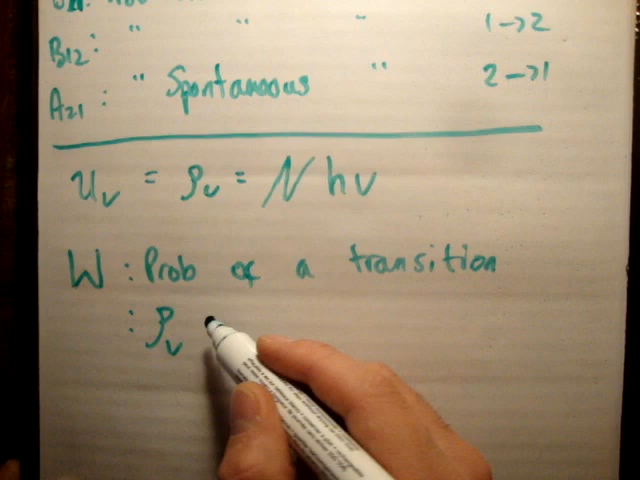 " " " 1→2
B12:
" Spontaneous " 2→1
A21:
uν = ρν = N hν
W : Prob of a transition
: ρν